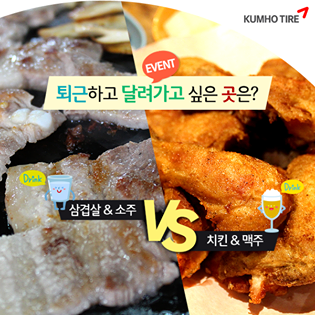 KUMHO TIRE
EVENT
퇴근하고 달려가고 싶은 곳은?
Drink
삼겹살 & 소주
VS
Drink
치킨 & 맥주